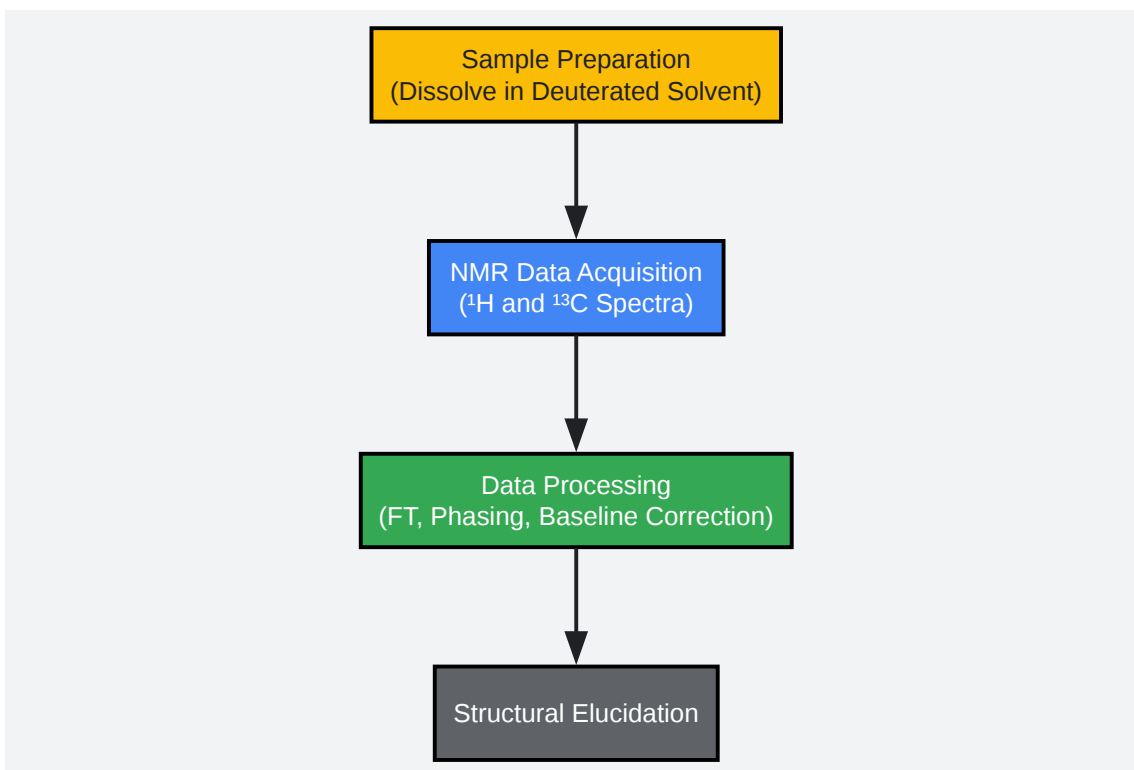 Sample Preparation
(Dissolve in Deuterated Solvent)
NMR Data Acquisition
(¹H and ¹³C Spectra)
Data Processing
(FT, Phasing, Baseline Correction)
Structural Elucidation